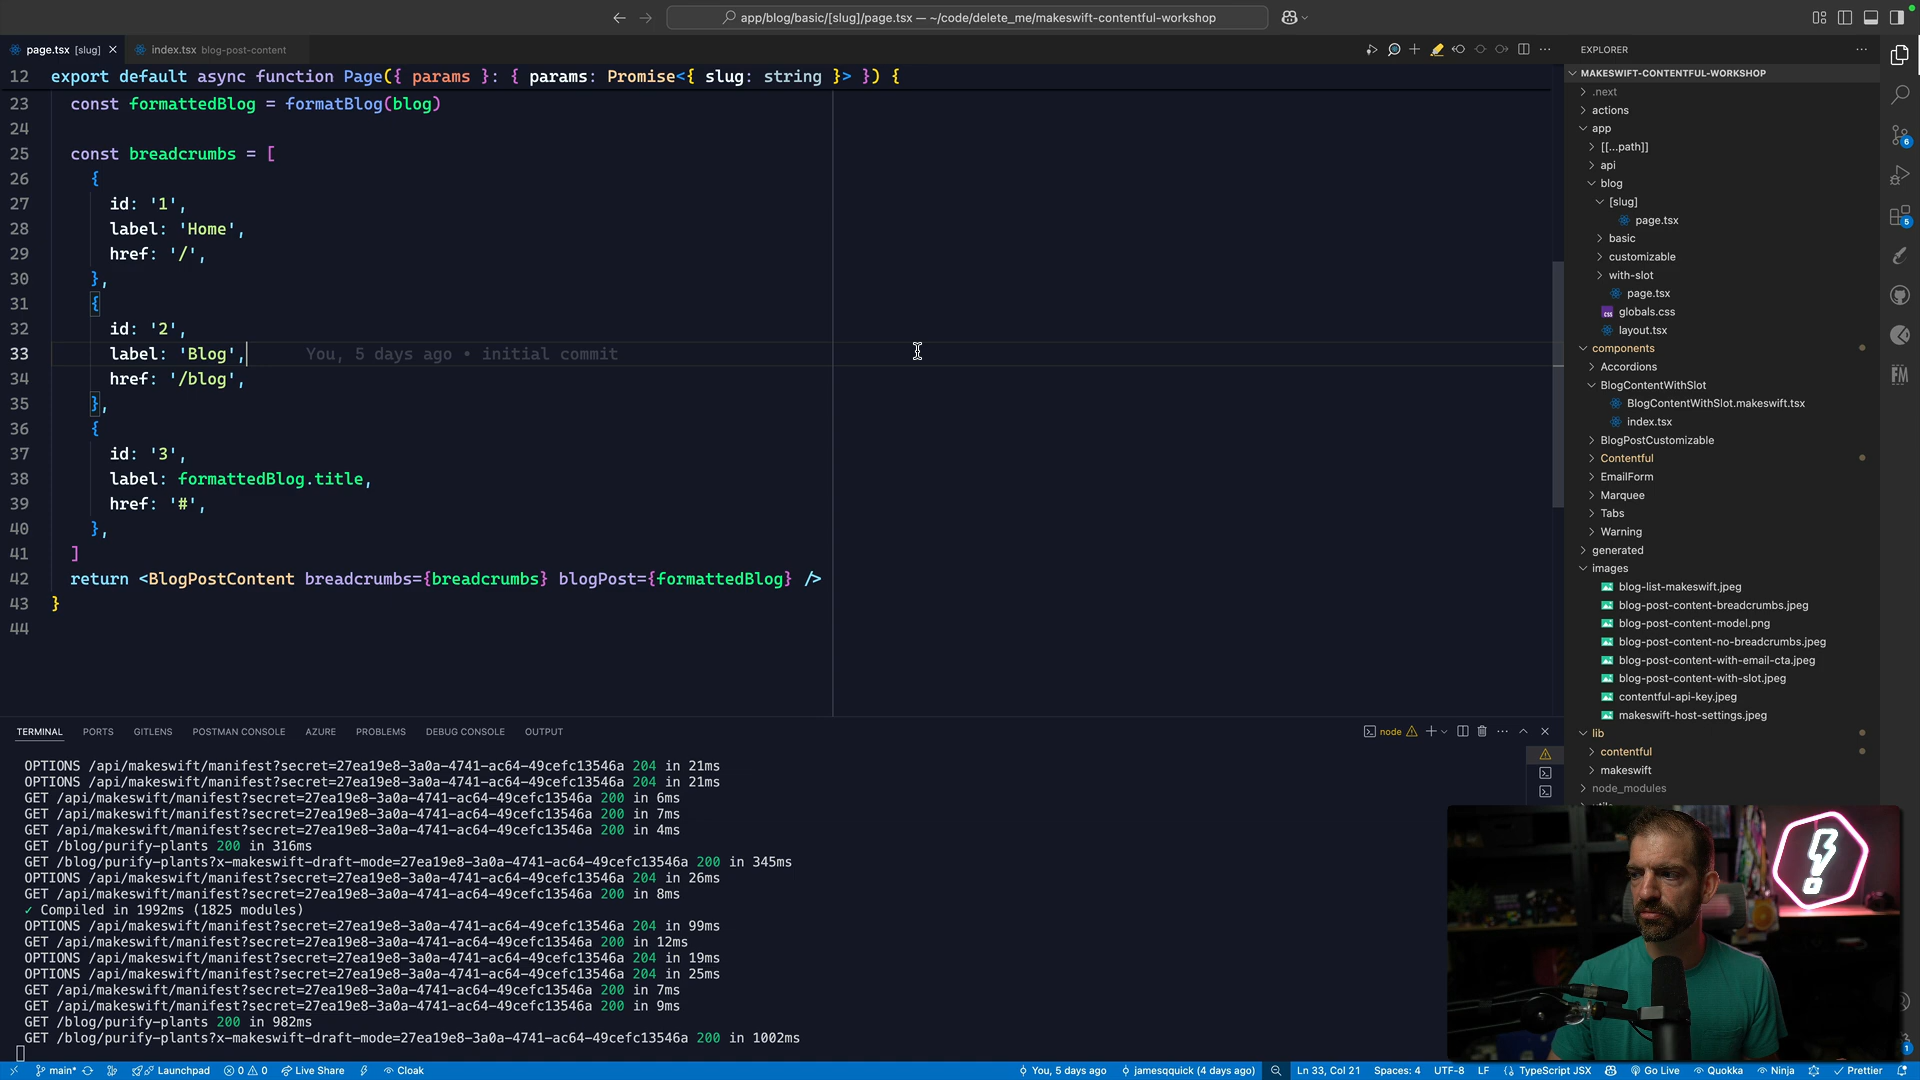 app/blog/basic/[slug]/page.tsx — ~/code/delete_me/makeswift-contentful-workshop
page.tsx [slug]
index.tsx blog-post-content
12 export default async function Page({ params }: { params: Promise<{ slug: string }> }) {
23 const formattedBlog = formatBlog(blog)
24
25 const breadcrumbs = [
26 {
27 id: '1',
28 label: 'Home',
29 href: '/',
30 },
31 {
32 id: '2',
33 label: 'Blog', You, 5 days ago • initial commit
34 href: '/blog',
35 },
36 {
37 id: '3',
38 label: formattedBlog.title,
39 href: '#',
40 },
41 ]
42 return <BlogPostContent breadcrumbs={breadcrumbs} blogPost={formattedBlog} />
43 }
44
EXPLORER
MAKESWIFT-CONTENTFUL-WORKSHOP
.next
actions
app
[[...path]]
api
blog
[slug]
page.tsx
basic
customizable
with-slot
page.tsx
globals.css
layout.tsx
components
Accordions
BlogContentWithSlot
BlogContentWithSlot.makeswift.tsx
index.tsx
BlogPostCustomizable
Contentful
EmailForm
Marquee
Tabs
Warning
generated
images
blog-list-makeswift.jpeg
blog-post-content-breadcrumbs.jpeg
blog-post-content-model.png
blog-post-content-no-breadcrumbs.jpeg
blog-post-content-with-email-cta.jpeg
blog-post-content-with-slot.jpeg
contentful-api-key.jpeg
makeswift-host-settings.jpeg
lib
contentful
makeswift
node_modules
6
5
FM
1
TERMINAL PORTS GITLENS POSTMAN CONSOLE AZURE PROBLEMS DEBUG CONSOLE OUTPUT
node
OPTIONS /api/makeswift/manifest?secret=27ea19e8-3a0a-4741-ac64-49cefc13546a 204 in 21ms
OPTIONS /api/makeswift/manifest?secret=27ea19e8-3a0a-4741-ac64-49cefc13546a 204 in 21ms
GET /api/makeswift/manifest?secret=27ea19e8-3a0a-4741-ac64-49cefc13546a 200 in 6ms
GET /api/makeswift/manifest?secret=27ea19e8-3a0a-4741-ac64-49cefc13546a 200 in 7ms
GET /api/makeswift/manifest?secret=27ea19e8-3a0a-4741-ac64-49cefc13546a 200 in 4ms
GET /blog/purify-plants 200 in 316ms
GET /blog/purify-plants?x-makeswift-draft-mode=27ea19e8-3a0a-4741-ac64-49cefc13546a 200 in 345ms
OPTIONS /api/makeswift/manifest?secret=27ea19e8-3a0a-4741-ac64-49cefc13546a 204 in 26ms
GET /api/makeswift/manifest?secret=27ea19e8-3a0a-4741-ac64-49cefc13546a 200 in 8ms
✓ Compiled in 1992ms (1825 modules)
OPTIONS /api/makeswift/manifest?secret=27ea19e8-3a0a-4741-ac64-49cefc13546a 204 in 99ms
GET /api/makeswift/manifest?secret=27ea19e8-3a0a-4741-ac64-49cefc13546a 200 in 12ms
OPTIONS /api/makeswift/manifest?secret=27ea19e8-3a0a-4741-ac64-49cefc13546a 204 in 19ms
OPTIONS /api/makeswift/manifest?secret=27ea19e8-3a0a-4741-ac64-49cefc13546a 204 in 25ms
GET /api/makeswift/manifest?secret=27ea19e8-3a0a-4741-ac64-49cefc13546a 200 in 7ms
GET /api/makeswift/manifest?secret=27ea19e8-3a0a-4741-ac64-49cefc13546a 200 in 9ms
GET /blog/purify-plants 200 in 982ms
GET /blog/purify-plants?x-makeswift-draft-mode=27ea19e8-3a0a-4741-ac64-49cefc13546a 200 in 1002ms
main* Launchpad 0 0 Live Share Cloak You, 5 days ago jamesqquick (4 days ago) Ln 33, Col 21 Spaces: 4 UTF-8 LF TypeScript JSX Go Live Quokka Ninja Prettier